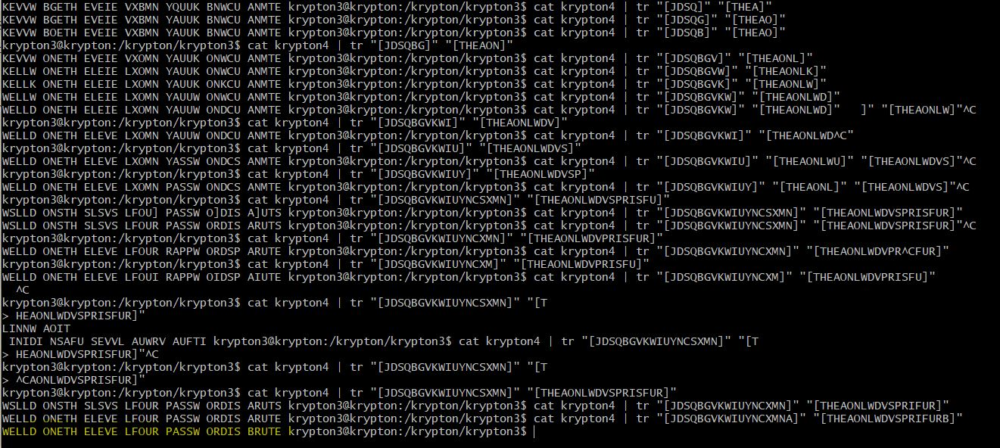 KEVVW BGETH EVEIE VXBMN YQUUK BNWCU ANMTE krypton3@krypton:/krypton/krypton3$ cat krypton4 | tr "[JDSQ]" "[THEA]"
KEVVW BGETH EVEIE VXBMN YAUUK BNWCU ANMTE krypton3@krypton:/krypton/krypton3$ cat krypton4 | tr "[JDSQG]" "[THEAO]"
KEVVW BOETH EVEIE VXBMN YAUUK BNWCU ANMTE krypton3@krypton:/krypton/krypton3$ cat krypton4 | tr "[JDSQB]" "[THEAO]"
krypton3@krypton:/krypton/krypton3$ cat krypton4 | tr "[JDSQBG]" "[THEAON]"
KEVVW ONETH EVEIE VXOMN YAUUK ONWCU ANMTE krypton3@krypton:/krypton/krypton3$ cat krypton4 | tr "[JDSQBGV]" "[THEAONL]"
KELLW ONETH ELEIE LXOMN YAUUK ONWCU ANMTE krypton3@krypton:/krypton/krypton3$ cat krypton4 | tr "[JDSQBGVW]" "[THEAONLK]"
KELLK ONETH ELEIE LXOMN YAUUK ONKCU ANMTE krypton3@krypton:/krypton/krypton3$ cat krypton4 | tr "[JDSQBGVK]" "[THEAONLW]"
WELLW ONETH ELEIE LXOMN YAUUW ONWCU ANMTE krypton3@krypton:/krypton/krypton3$ cat krypton4 | tr "[JDSQBGVKW]" "[THEAONLWD]"
WELLD ONETH ELEIE LXOMN YAUUW ONDCU ANMTE krypton3@krypton:/krypton/krypton3$ cat krypton4 | tr "[JDSQBGVKW]" "[THEAONLWD]"   ]" "[THEAONLW]"^C
krypton3@krypton:/krypton/krypton3$ cat krypton4 | tr "[JDSQBGVKWI]" "[THEAONLWDV]"
WELLD ONETH ELEVE LXOMN YAUUW ONDCU ANMTE krypton3@krypton:/krypton/krypton3$ cat krypton4 | tr "[JDSQBGVKWI]" "[THEAONLWD^C"
krypton3@krypton:/krypton/krypton3$ cat krypton4 | tr "[JDSQBGVKWIU]" "[THEAONLWDVS]"
WELLD ONETH ELEVE LXOMN YASSW ONDCS ANMTE krypton3@krypton:/krypton/krypton3$ cat krypton4 | tr "[JDSQBGVKWIU]" "[THEAONLWU]" "[THEAONLWDVS]"^C
krypton3@krypton:/krypton/krypton3$ cat krypton4 | tr "[JDSQBGVKWIUY]" "[THEAONLWDVSP]"
WELLD ONETH ELEVE LXOMN PASSW ONDCS ANMTE krypton3@krypton:/krypton/krypton3$ cat krypton4 | tr "[JDSQBGVKWIUY]" "[THEAONL]" "[THEAONLWDVS]"^C
krypton3@krypton:/krypton/krypton3$ cat krypton4 | tr "[JDSQBGVKWIUYNCSXMN]" "[THEAONLWDVSPRISFU]"
WSLLD ONSTH SLSVS LFOU] PASSW O]DIS A]UTS krypton3@krypton:/krypton/krypton3$ cat krypton4 | tr "[JDSQBGVKWIUYNCSXMN]" "[THEAONLWDVSPRISFUR]"
WSLLD ONSTH SLSVS LFOUR PASSW ORDIS ARUTS krypton3@krypton:/krypton/krypton3$ cat krypton4 | tr "[JDSQBGVKWIUYNCSXMN]" "[THEAONLWDVSPRISFUR]"^C
krypton3@krypton:/krypton/krypton3$ cat krypton4 | tr "[JDSQBGVKWIUYNCXMN]" "[THEAONLWDVPRISFUR]"
WELLD ONETH ELEVE LFOUR RAPPW ORDSP ARUTE krypton3@krypton:/krypton/krypton3$ cat krypton4 | tr "[JDSQBGVKWIUYNCXMN]" "[THEAONLWDVPR^CFUR]"
krypton3@krypton:/krypton/krypton3$ cat krypton4 | tr "[JDSQBGVKWIUYNCXM]" "[THEAONLWDVPRISFU]"
WELLD ONETH ELEVE LFOUI RAPPW OIDSP AIUTE krypton3@krypton:/krypton/krypton3$ cat krypton4 | tr "[JDSQBGVKWIUYNCXM]" "[THEAONLWDVPRISFU]"
^C
krypton3@krypton:/krypton/krypton3$ cat krypton4 | tr "[JDSQBGVKWIUYNCSXMN]" "[T
> HEAONLWDVSPRISFUR]"
LINNW AOIT
INIDI NSAFU SEVVL AUWRV AUFTI krypton3@krypton:/krypton/krypton3$ cat krypton4 | tr "[JDSQBGVKWIUYNCSXMN]" "[T
> HEAONLWDVSPRISFUR]"^C
krypton3@krypton:/krypton/krypton3$ cat krypton4 | tr "[JDSQBGVKWIUYNCSXMN]" "[T
> ^CAONLWDVSPRISFUR]"
krypton3@krypton:/krypton/krypton3$ cat krypton4 | tr "[JDSQBGVKWIUYNCSXMN]" "[THEAONLWDVSPRISFUR]"
WSLLD ONSTH SLSVS LFOUR PASSW ORDIS ARUTS krypton3@krypton:/krypton/krypton3$ cat krypton4 | tr "[JDSQBGVKWIUYNCXMN]" "[THEAONLWDVSPRIFUR]"
WELLD ONETH ELEVE LFOUR PASSW ORDIS ARUTE krypton3@krypton:/krypton/krypton3$ cat krypton4 | tr "[JDSQBGVKWIUYNCXMNA]" "[THEAONLWDVSPRIFURB]"
WELLD ONETH ELEVE LFOUR PASSW ORDIS BRUTE krypton3@krypton:/krypton/krypton3$